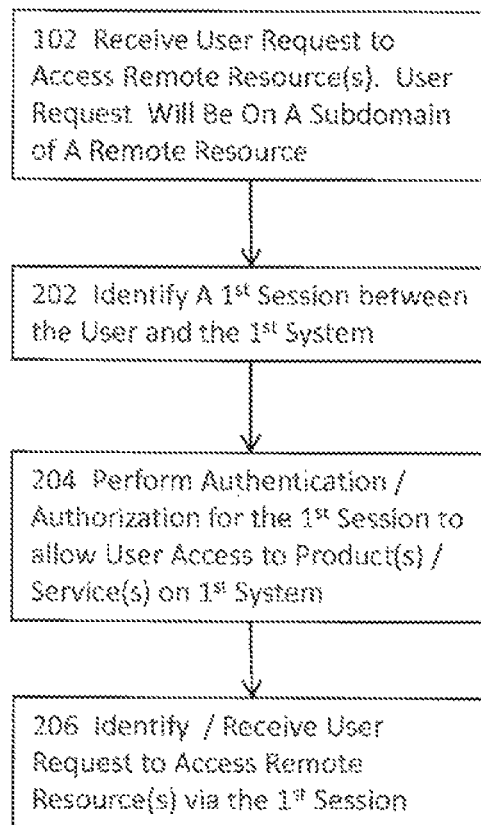 102 Receive User Request to
Access Remote Resource(s). User
Request Will Be On A Subdomain
of A Remote Resource
202 Identify A 1st Session between
the User and the 1st System
204 Perform Authentication /
Authorization for the 1st Session to
allow User Access to Product(s) /
Service(s) on 1st System
206 Identify / Receive User
Request to Access Remote
Resource(s) via the 1st Session